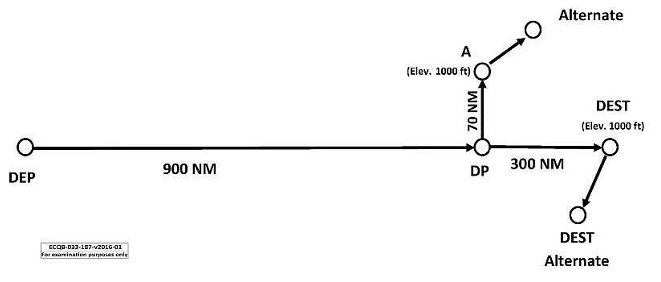 Alternate
A
(Elev. 1000 ft)
70 NM
DEST
(Elev. 1000 ft)
DEP
900 NM
DP
300 NM
DEST
Alternate
ECQB-033-187-v2016-01
For examination purposes only